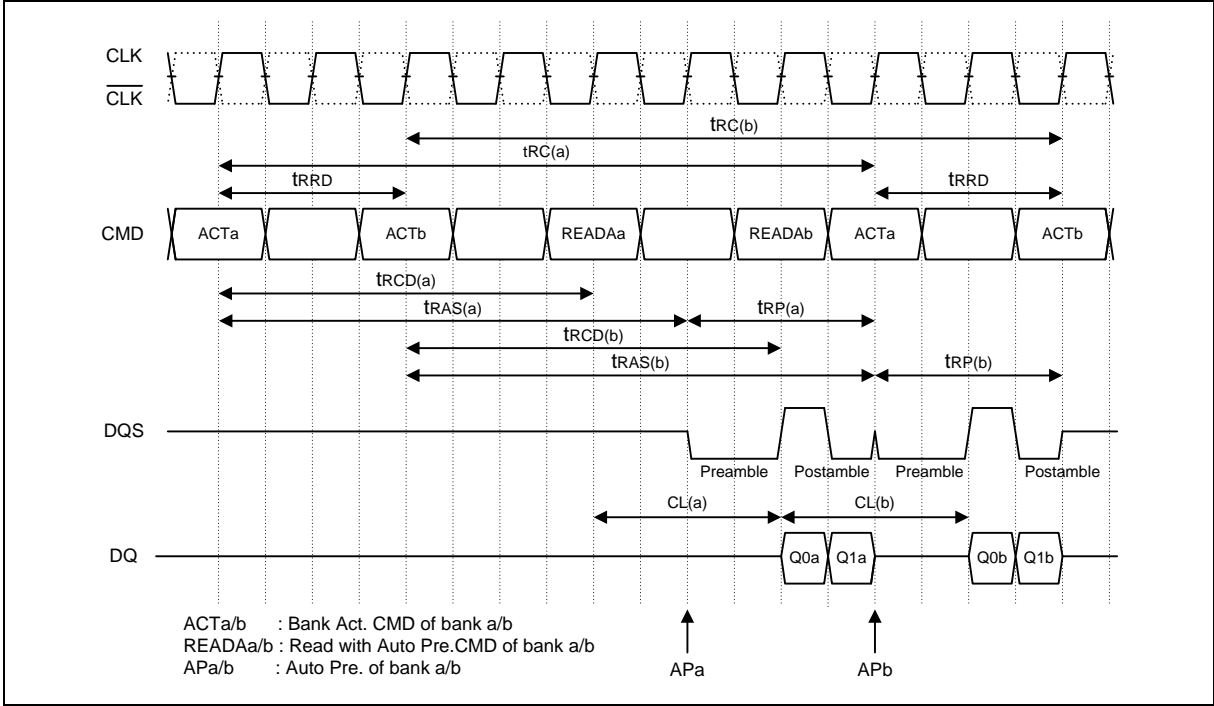 CLK
CLK
tRC(b)
tRC(a)
tRRD tRRD
CMD ACTa ACTb READAa READAb ACTa ACTb
tRCD(a)
tRAS(a) tRP(a)
tRCD(b)
tRAS(b) tRP(b)
DQS
Preamble Postamble Preamble Postamble
CL(a) CL(b)
DQ Q0a Q1a Q0b Q1b
ACTa/b : Bank Act. CMD of bank a/b
READAa/b : Read with Auto Pre.CMD of bank a/b
APa/b : Auto Pre. of bank a/b
APa APb